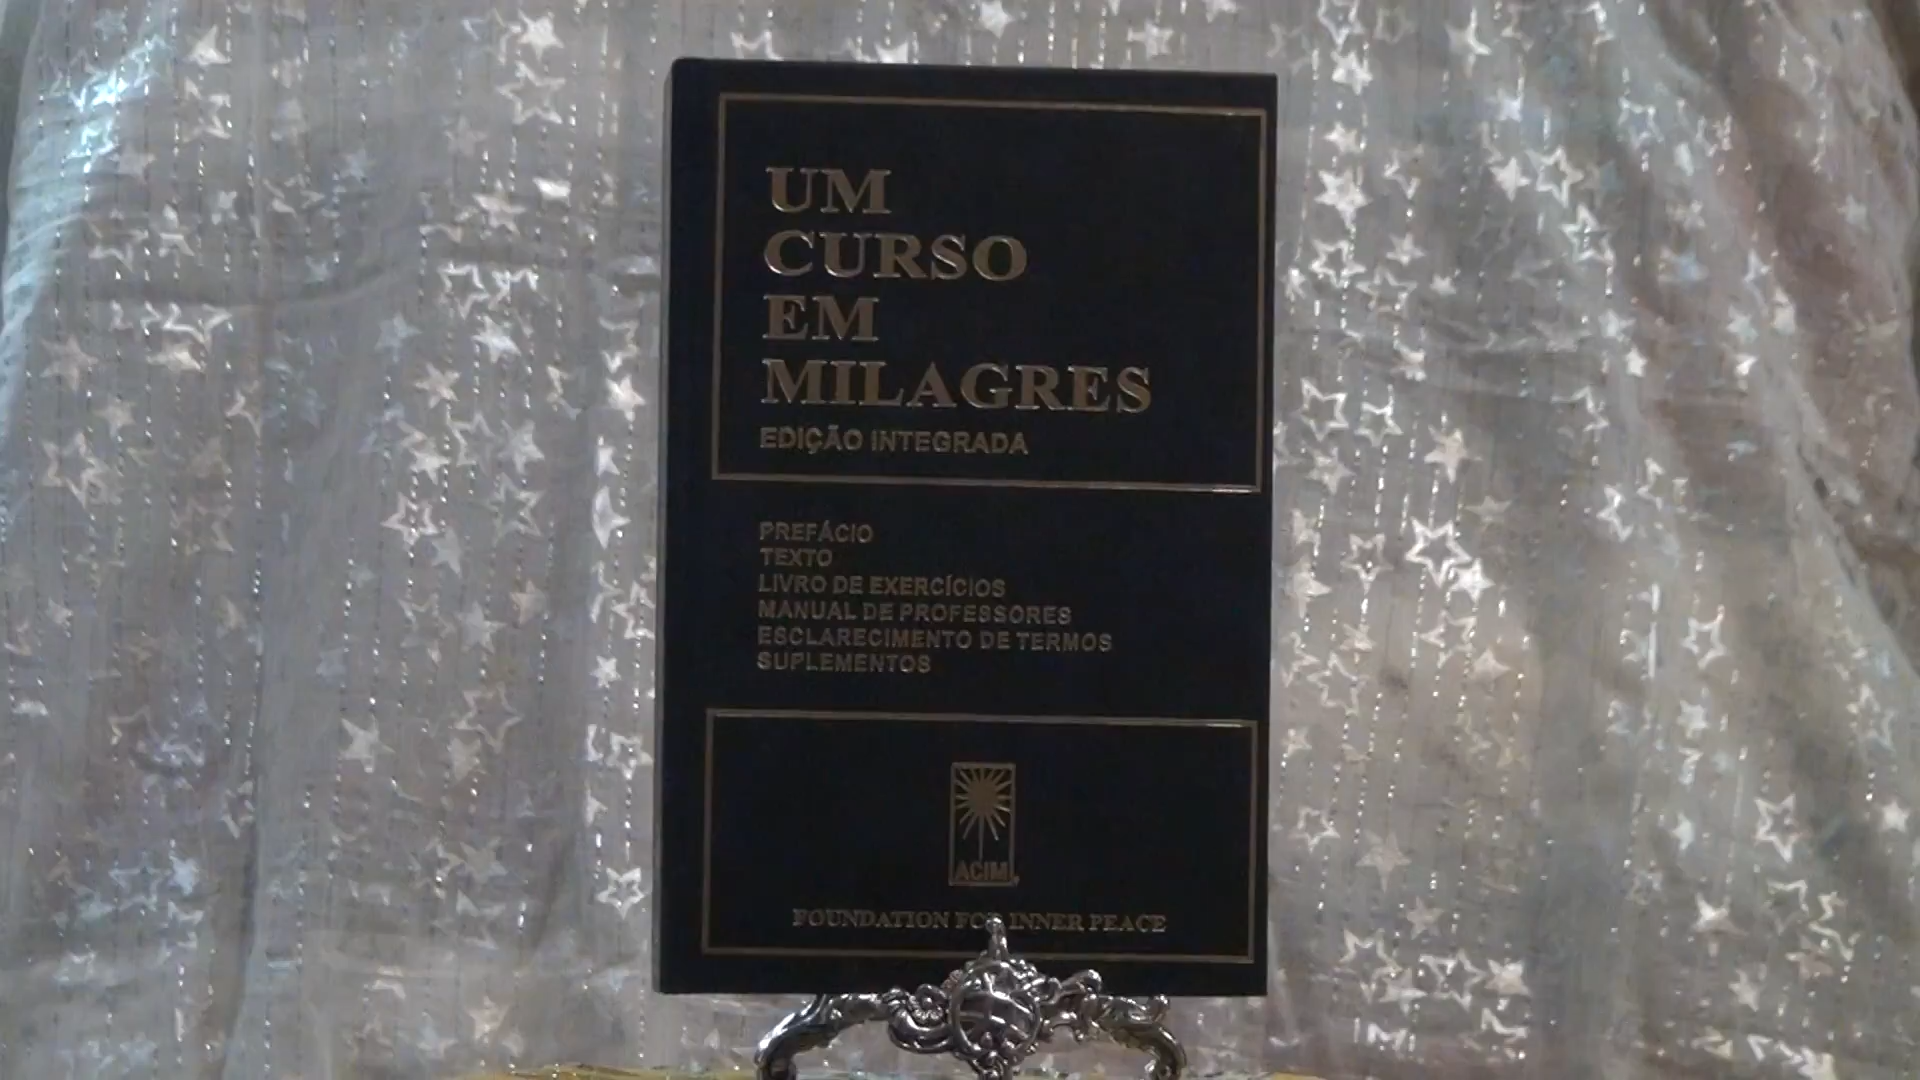 UM
CURSO
EM
MILAGRES
EDIÇÃO INTEGRADA
PREFÁCIO
TEXTO
LIVRO DE EXERCÍCIOS
MANUAL DE PROFESSORES
ESCLARECIMENTO DE TERMOS
SUPLEMENTOS
ACIM
FOUNDATION FOR INNER PEACE